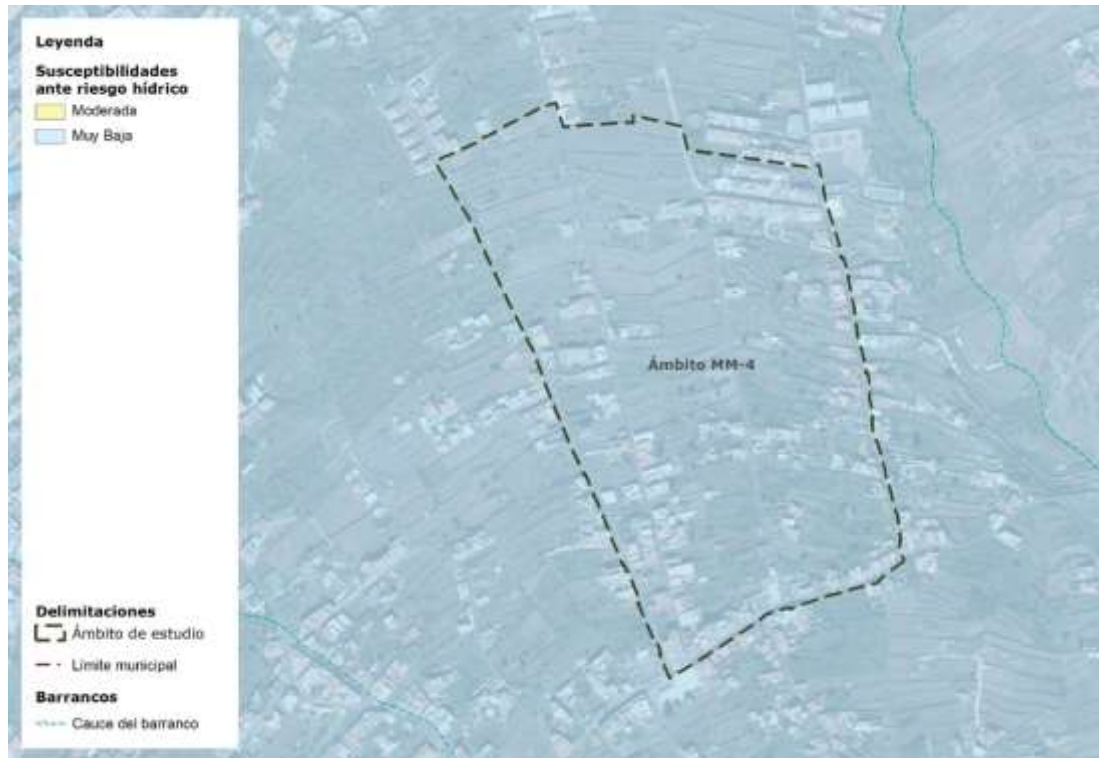 Leyenda
Susceptibilidades
ante riesgo hídrico
Moderada
Muy Baja
Ámbito MM-4
Delimitaciones
Ámbito de estudio
Límite municipal
Barrancos
Cauce del barranco